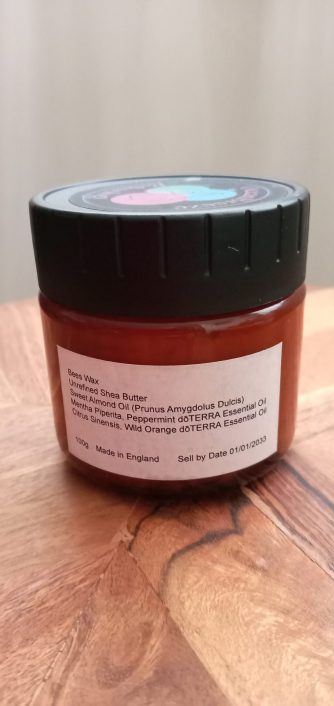 Bees Wax
Unrefined Shea Butter
Sweet Almond Oil (Prunus Amygdolus Dulcis)
Mentha Piperita, Peppermint dōTERRA Essential Oil
Citrus Sinensis, Wild Orange dōTERRA Essential Oil
100g Made in England Sell by Date 01/01/2033